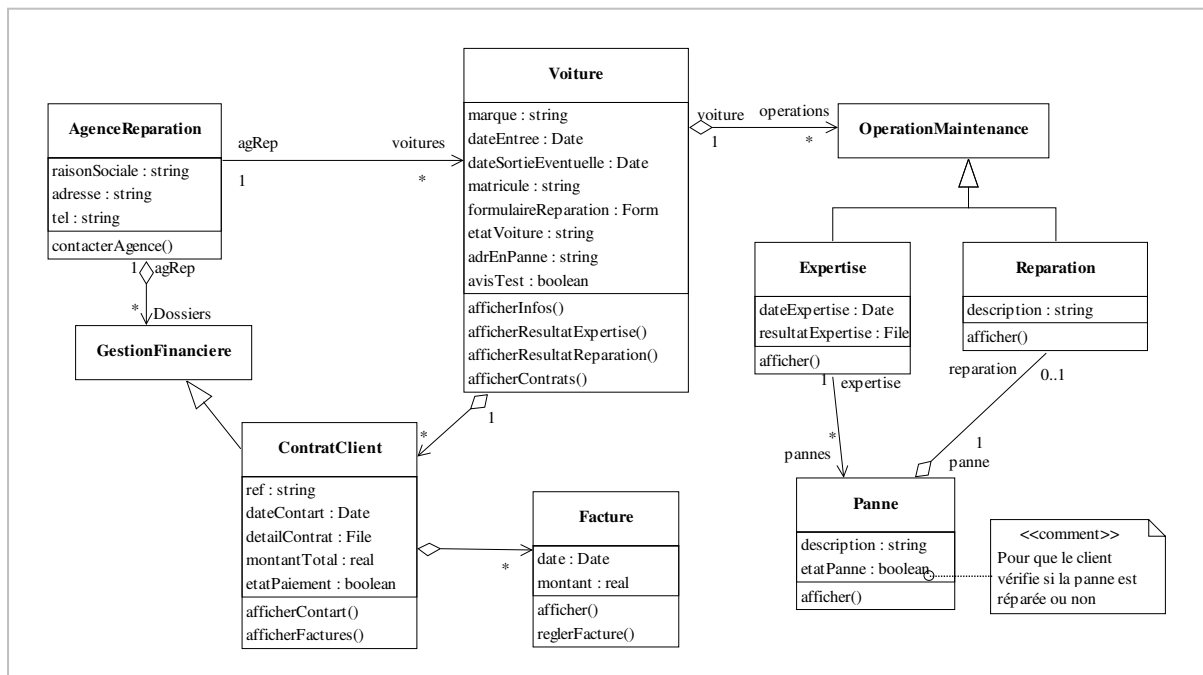 Voiture
marque : string
dateEntree : Date
dateSortieEventuelle : Date
matricule : string
formulaireReparation : Form
etatVoiture : string
adrEnPanne : string
avisTest : boolean
afficherInfos()
afficherResultatExpertise()
afficherResultatReparation()
afficherContrats()
AgenceReparation
raisonSociale : string
adresse : string
tel : string
contacterAgence()
agRep
voitures
1
*
voiture
operations
1
*
OperationMaintenance
1
agRep
*
Dossiers
GestionFinanciere
Expertise
dateExpertise : Date
resultatExpertise : File
afficher()
Reparation
description : string
afficher()
1
expertise
*
pannes
reparation
0..1
1
panne
1
*
ContratClient
ref : string
dateContart : Date
detailContrat : File
montantTotal : real
etatPaiement : boolean
afficherContart()
afficherFactures()
*
Facture
date : Date
montant : real
afficher()
reglerFacture()
Panne
description : string
etatPanne : boolean
afficher()
<<comment>>
Pour que le client
vérifie si la panne est
réparée ou non